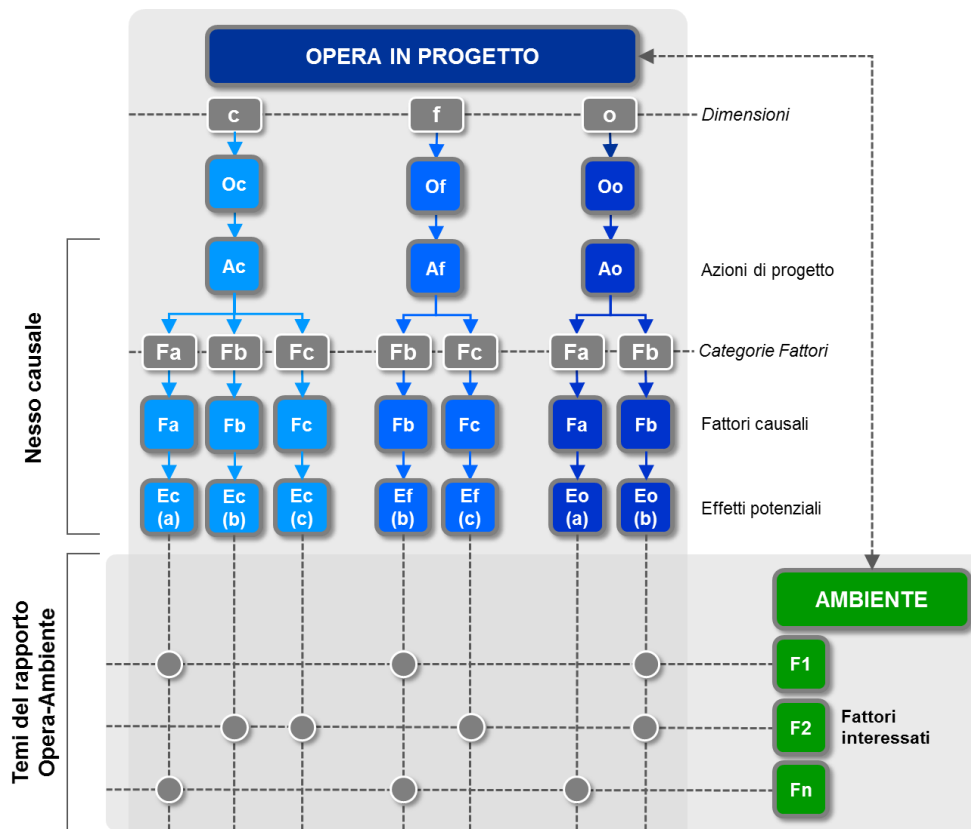 OPERA IN PROGETTO
c f o Dimensioni
Oc Of Oo
Ac Af Ao Azioni di progetto
Fa Fb Fc Fb Fc Fa Fb Categorie Fattori
Fa Fb Fc Fb Fc Fa Fb Fattori causali
Ec Ec Ec Ef Ef Eo Eo
(a) (b) (c) (b) (c) (a) (b)
Effetti potenziali
Nesso causale
Temi del rapporto
Opera-Ambiente
AMBIENTE
F1
F2
Fattori
interessati
Fn